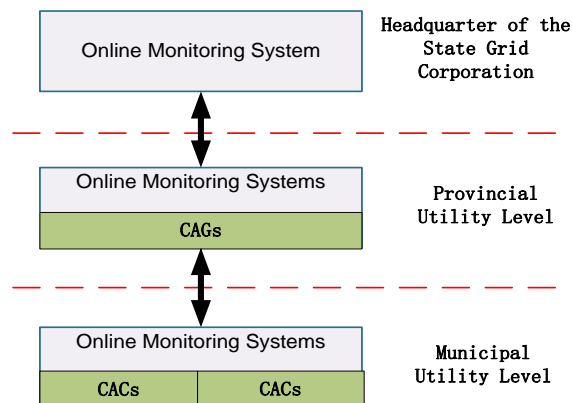 Online Monitoring System
Headquarter of the
State Grid
Corporation
Online Monitoring Systems
CAGs
Provincial
Utility Level
Online Monitoring Systems
CACs CACs
Municipal
Utility Level